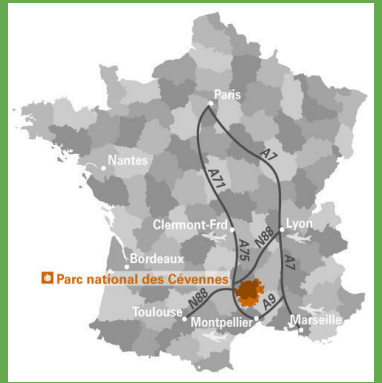 Paris
A7
Nantes
A71
Clermont-Frd
N88
Lyon
A75
Bordeaux
A7
Parc national des Cévennes
N88
A9
Toulouse
Montpellier
Marseille